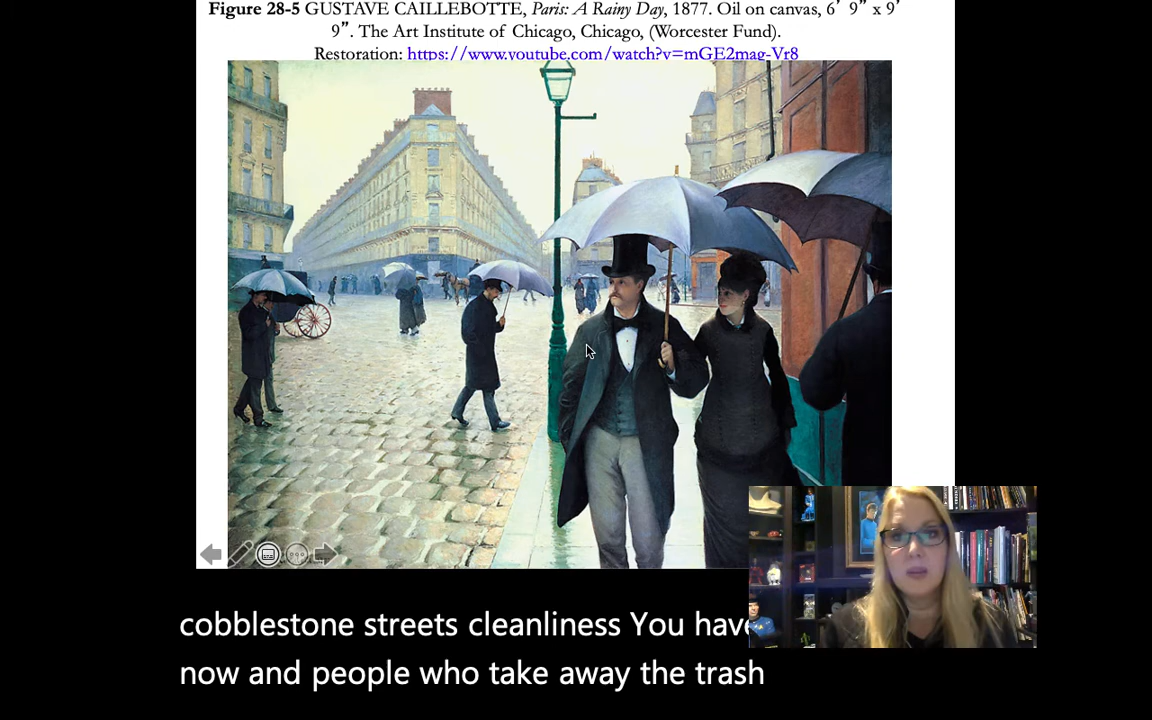 Figure 28-5 GUSTAVE CAILLEBOTTE, Paris: A Rainy Day, 1877. Oil on canvas, 6’ 9” x 9’
9”. The Art Institute of Chicago, Chicago, (Worcester Fund).
Restoration: https://www.youtube.com/watch?v=mGE2mag-Vr8
cobblestone streets cleanliness You have
now and people who take away the trash